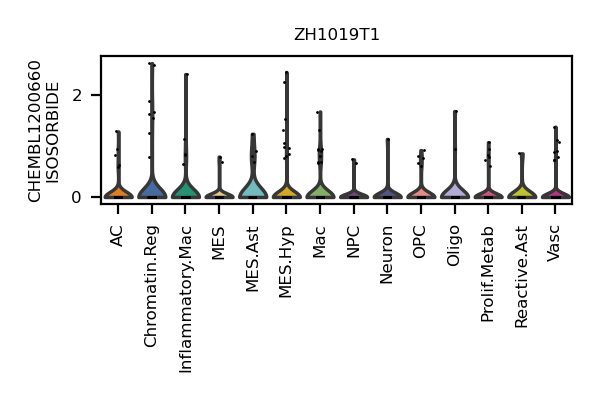 ZH1019T1
CHEMBL1200660
ISOSORBIDE
2
0
AC
Chromatin.Reg
Inflammatory.Mac
MES
MES.Ast
MES.Hyp
Mac
NPC
Neuron
OPC
Oligo
Prolif.Metab
Reactive.Ast
Vasc